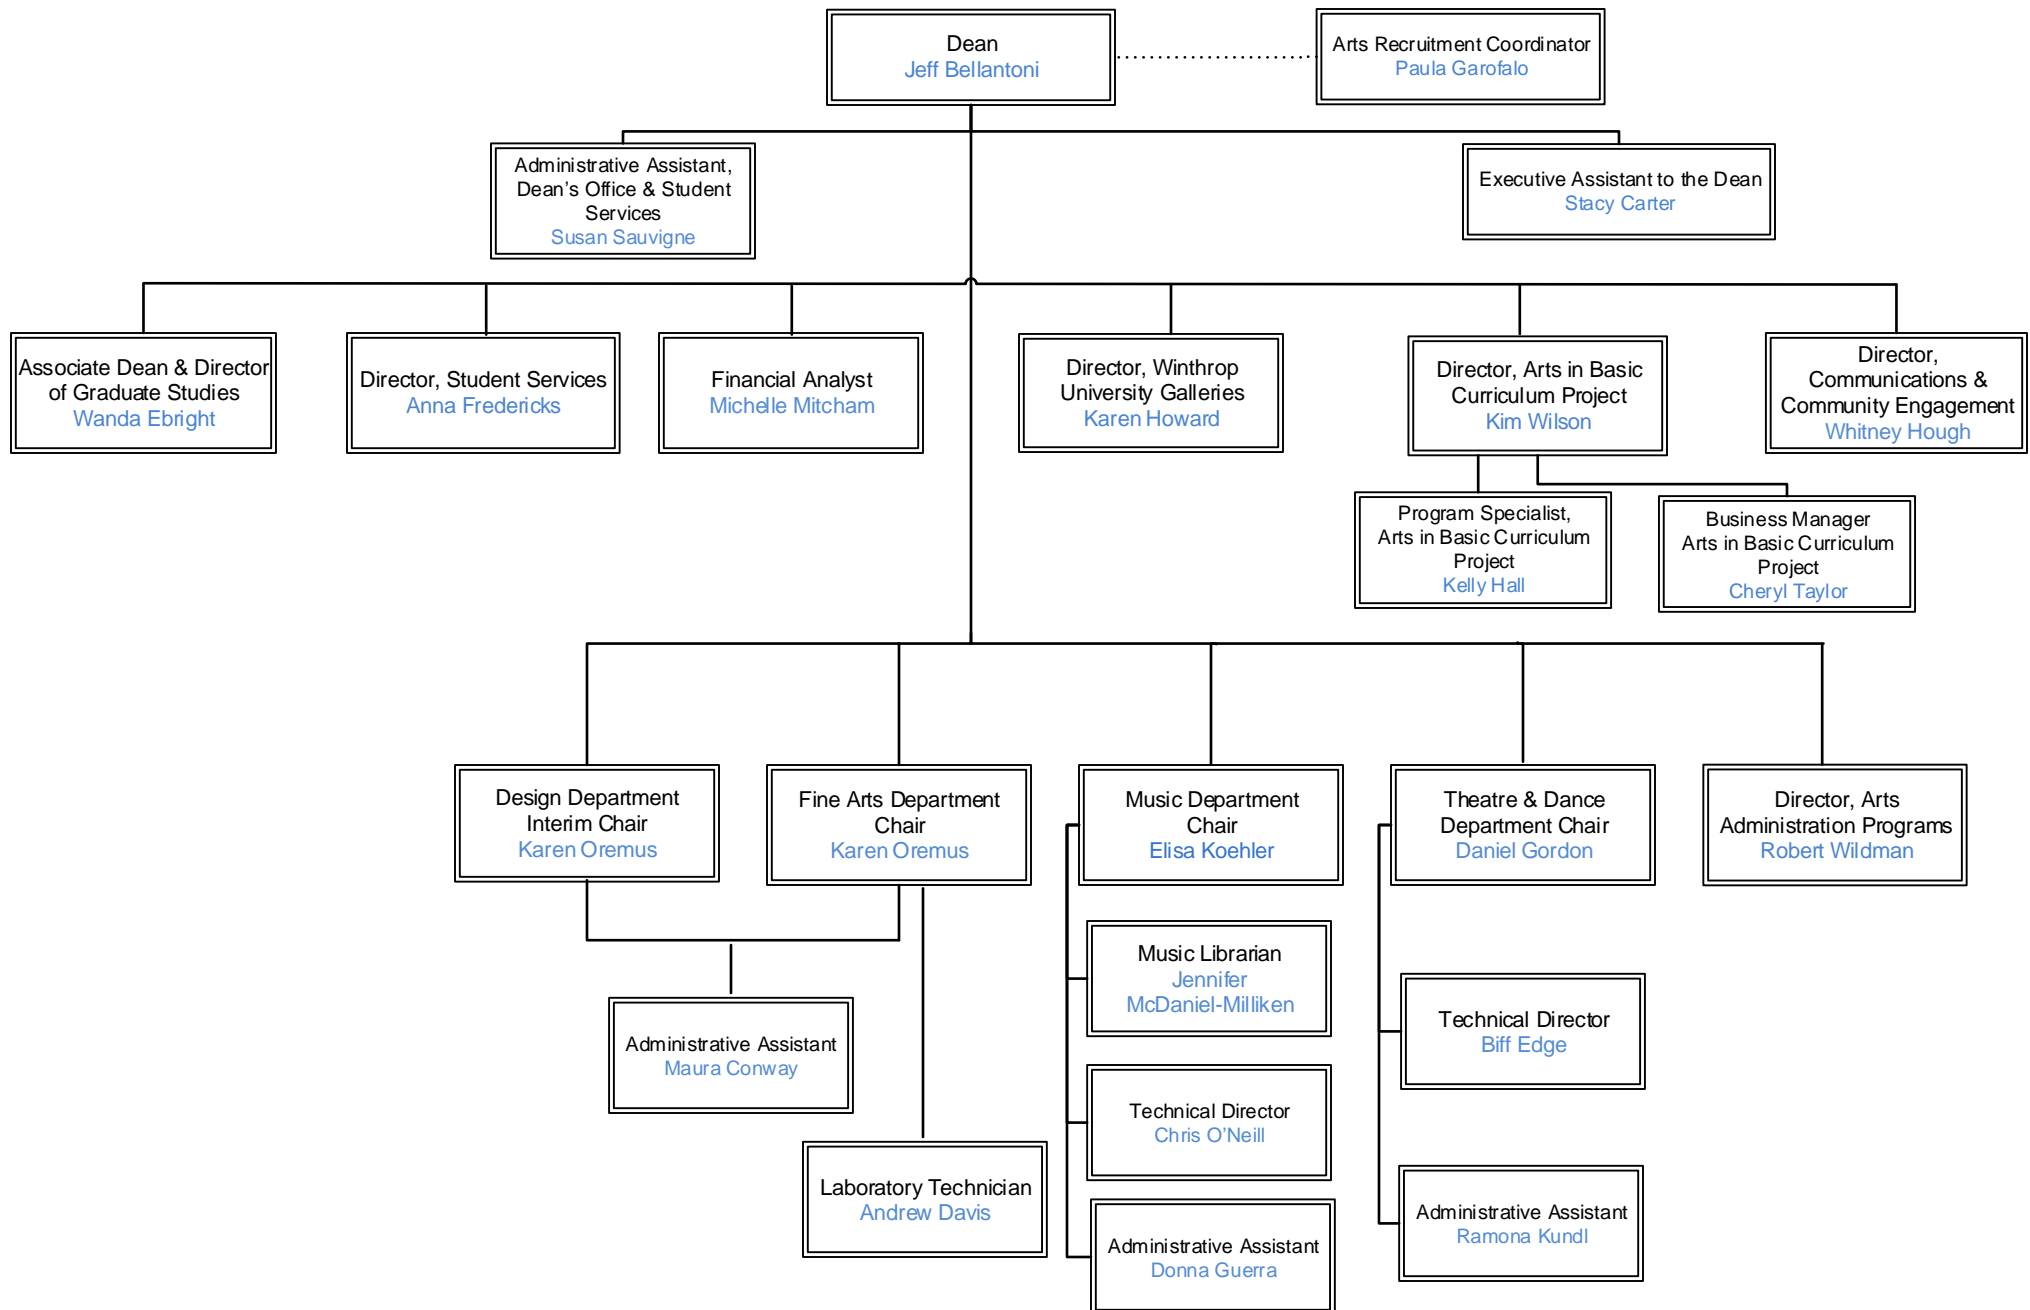 Dean
Jeff Bellantoni
Arts Recruitment Coordinator
Paula Garofalo
Administrative Assistant,
Dean’s Office & Student
Services
Susan Sauvigne
Executive Assistant to the Dean
Stacy Carter
Associate Dean & Director
of Graduate Studies
Wanda Ebright
Director, Student Services
Anna Fredericks
Financial Analyst
Michelle Mitcham
Director, Winthrop
University Galleries
Karen Howard
Director, Arts in Basic
Curriculum Project
Kim Wilson
Director,
Communications &
Community Engagement
Whitney Hough
Program Specialist,
Arts in Basic Curriculum
Project
Kelly Hall
Business Manager
Arts in Basic Curriculum
Project
Cheryl Taylor
Design Department
Interim Chair
Karen Oremus
Fine Arts Department
Chair
Karen Oremus
Music Department
Chair
Elisa Koehler
Theatre & Dance
Department Chair
Daniel Gordon
Director, Arts
Administration Programs
Robert Wildman
Administrative Assistant
Maura Conway
Laboratory Technician
Andrew Davis
Music Librarian
Jennifer
McDaniel-Milliken
Technical Director
Chris O’Neill
Administrative Assistant
Donna Guerra
Technical Director
Biff Edge
Administrative Assistant
Ramona Kundl